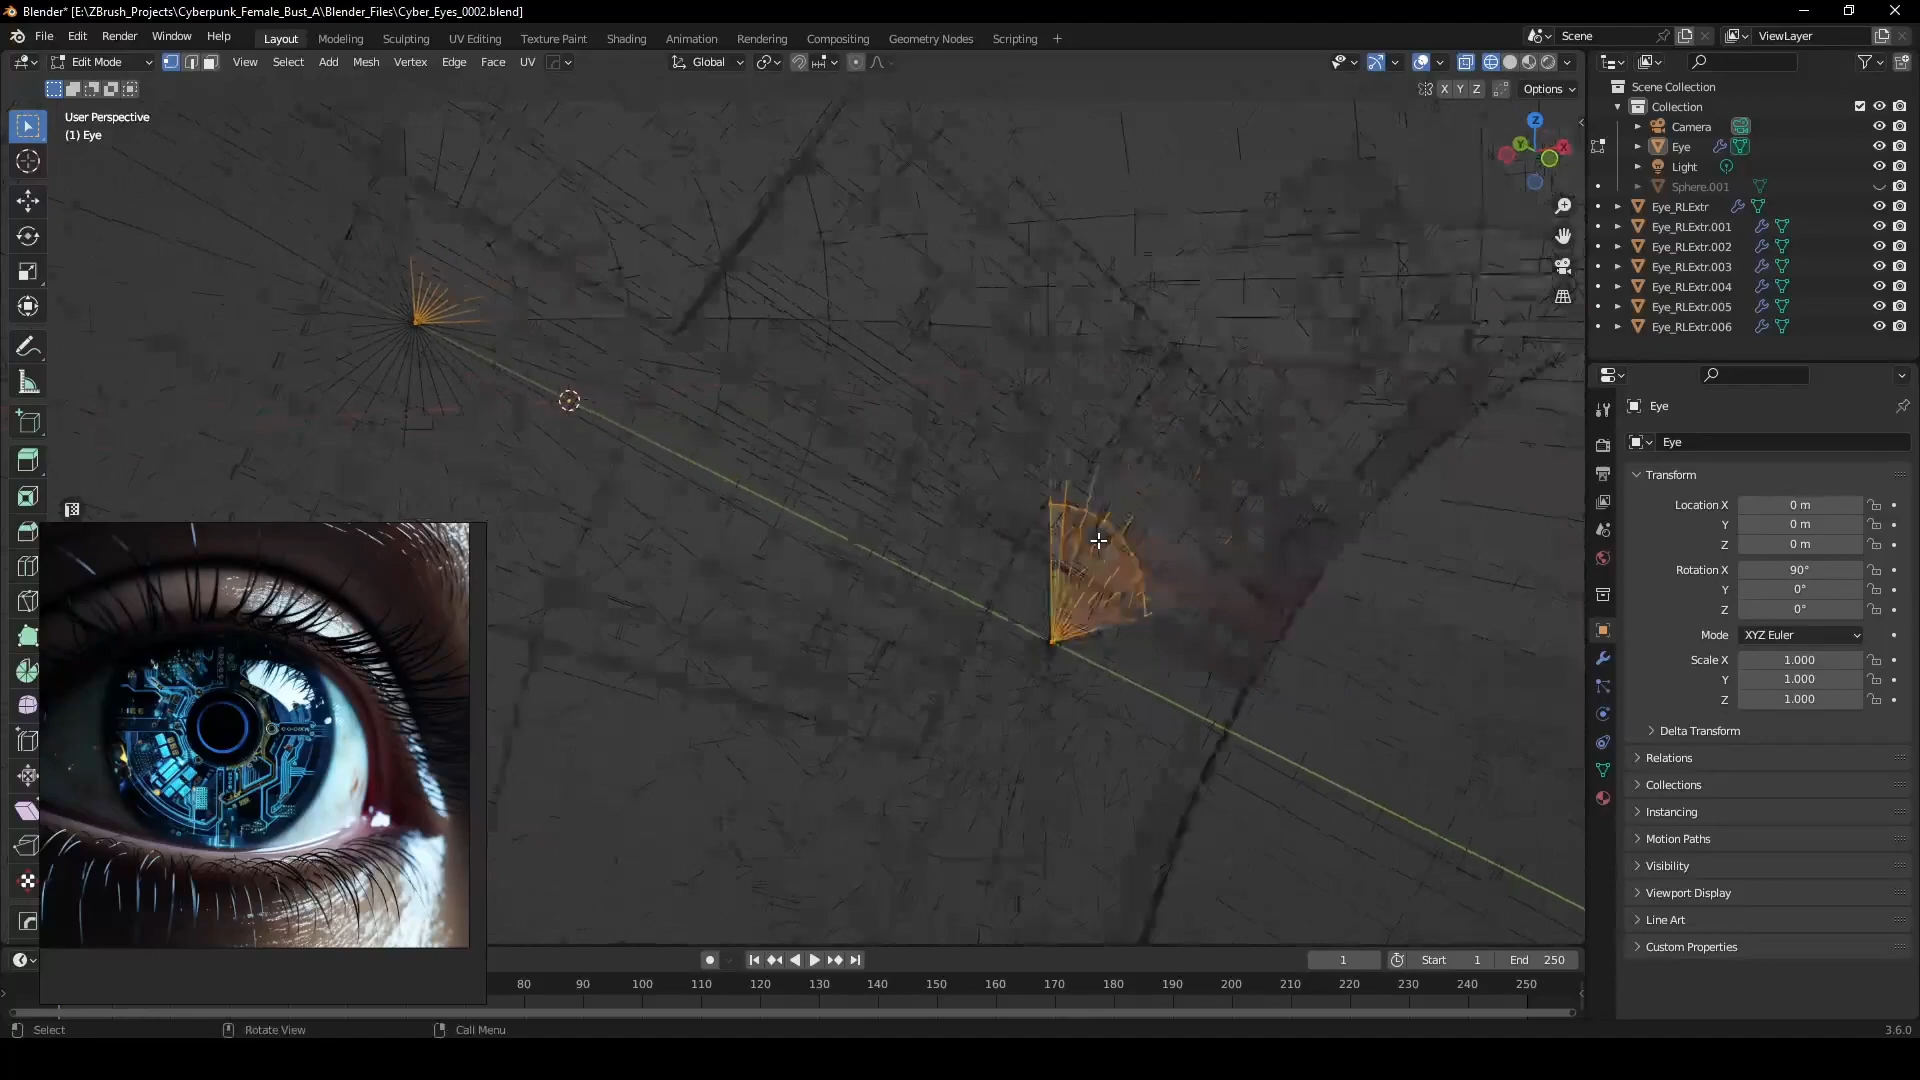 Blender* [E:\ZBrush_Projects\Cyberpunk_Female_Bust_A\Blender_Files\Cyber_Eyes_0002.blend]
File Edit Render Window Help Layout Modeling Sculpting UV Editing Texture Paint Shading Animation Rendering Compositing Geometry Nodes Scripting + Scene ViewLayer
Edit Mode View Select Add Mesh Vertex Edge Face UV Global
X Y Z Options
User Perspective
(1) Eye
Z
Y
X
Scene Collection
Collection
Camera
Eye
Light
Sphere.001
Eye_RLExtr
Eye_RLExtr.001
Eye_RLExtr.002
Eye_RLExtr.003
Eye_RLExtr.004
Eye_RLExtr.005
Eye_RLExtr.006
Eye
Eye
Transform
Location X 0 m
Y 0 m
Z 0 m
Rotation X 90°
Y 0°
Z 0°
Mode XYZ Euler
Scale X 1.000
Y 1.000
Z 1.000
Delta Transform
Relations
Collections
Instancing
Motion Paths
Visibility
Viewport Display
Line Art
Custom Properties
1 Start 1 End 250
80 90 100 110 120 130 140 150 160 170 180 190 200 210 220 230 240 250
Select Rotate View Call Menu 3.6.0